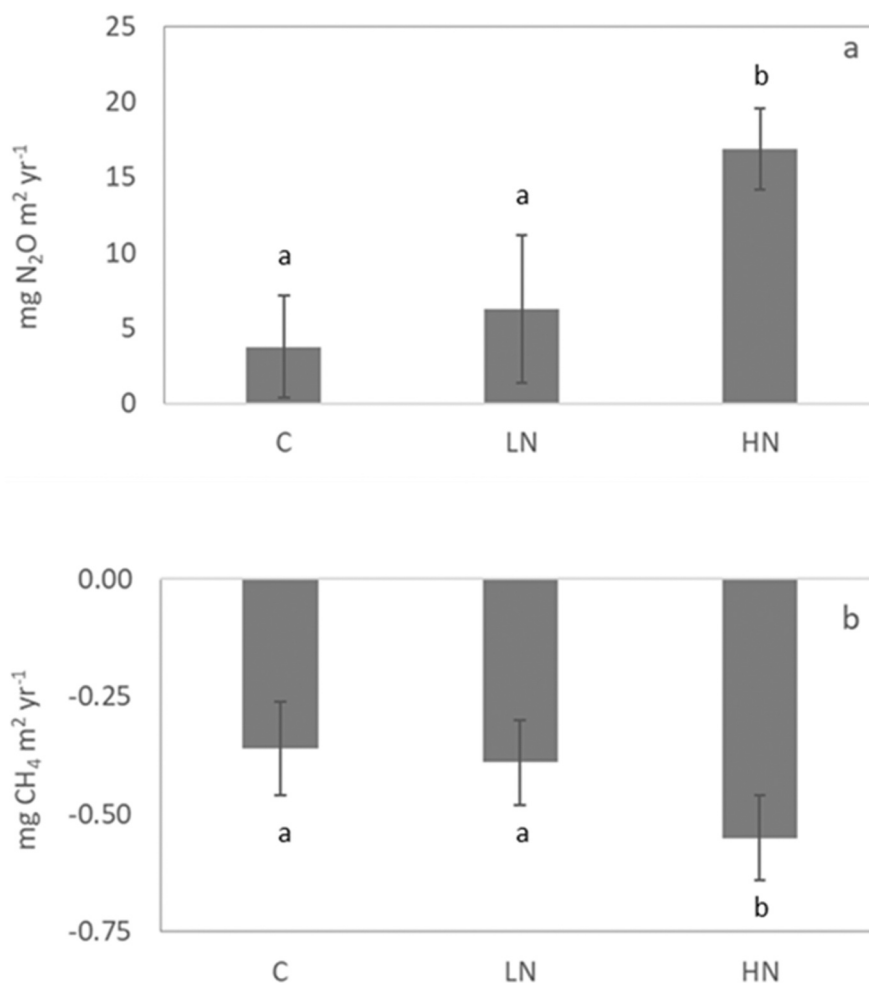 25
a
b
20
mg N₂O m² yr⁻¹
15
a
a
10
5
0
C LN HN
0.00
b
mg CH₄ m² yr⁻¹
-0.25
-0.50
a a
b
-0.75
C LN HN